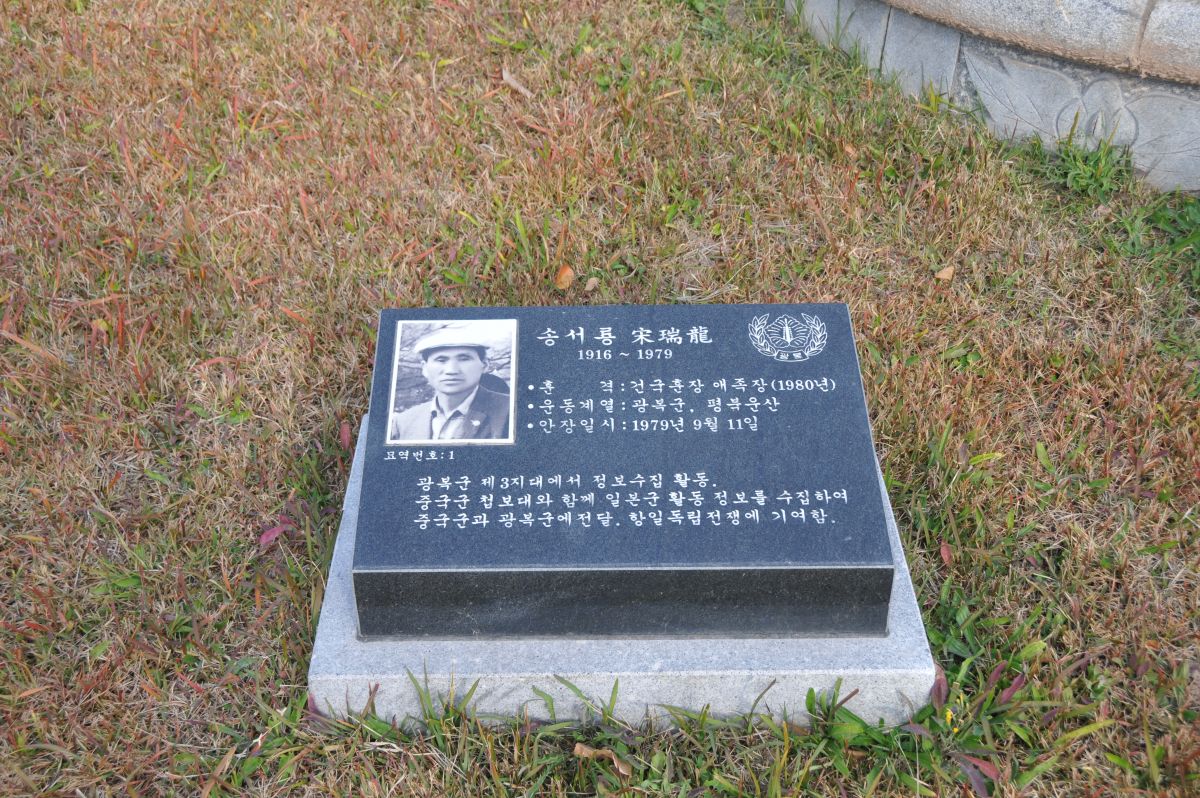 송서룡 宋瑞龍
1916 ~ 1979
광복
• 훈 격 : 건국훈장 애족장 (1980년)
• 운동계열 : 광복군, 평북운산
• 안장일시 : 1979년 9월 11일
묘역번호 : 1
광복군 제3지대에서 정보수집 활동.
중국군 첩보대와 함께 일본군 활동 정보를 수집하여
중국군과 광복군에전달. 항일독립전쟁에 기여함.